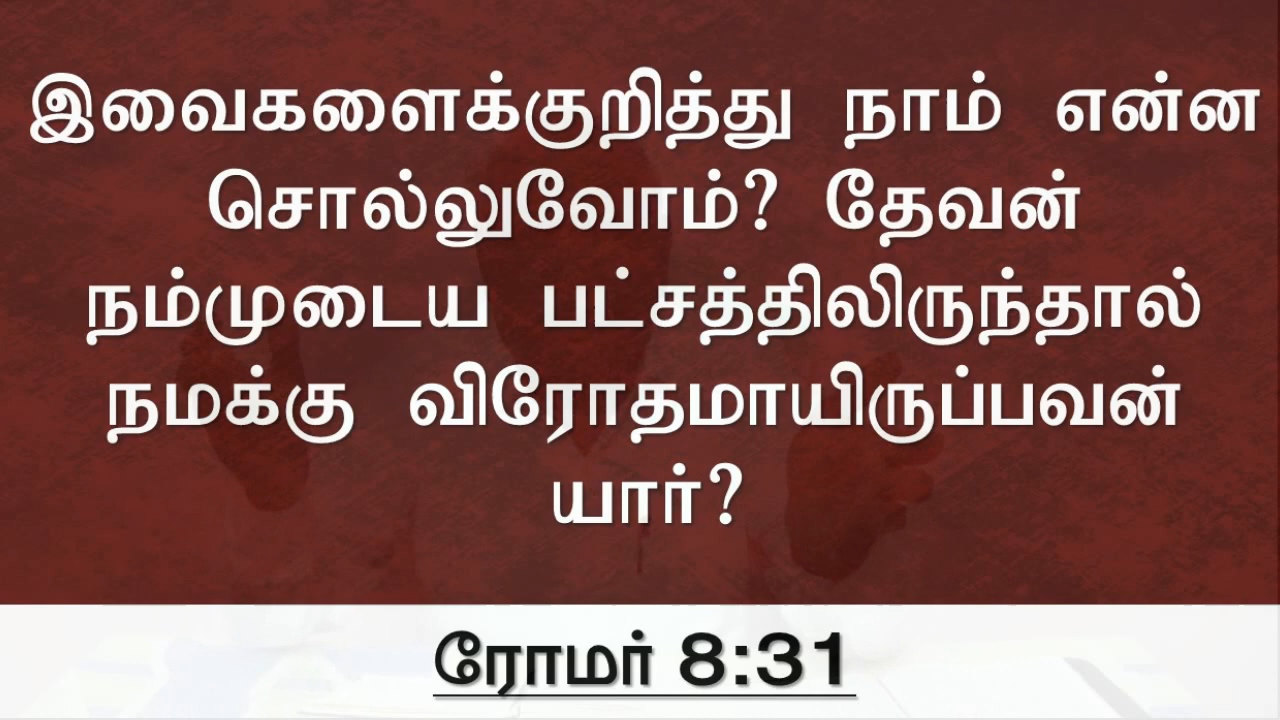 இவைகளைக்குறித்து நாம் என்ன
சொல்லுவோம்? தேவன்
நம்முடைய பட்சத்திலிருந்தால்
நமக்கு விரோதமாயிருப்பவன்
யார்?
ரோமர் 8:31